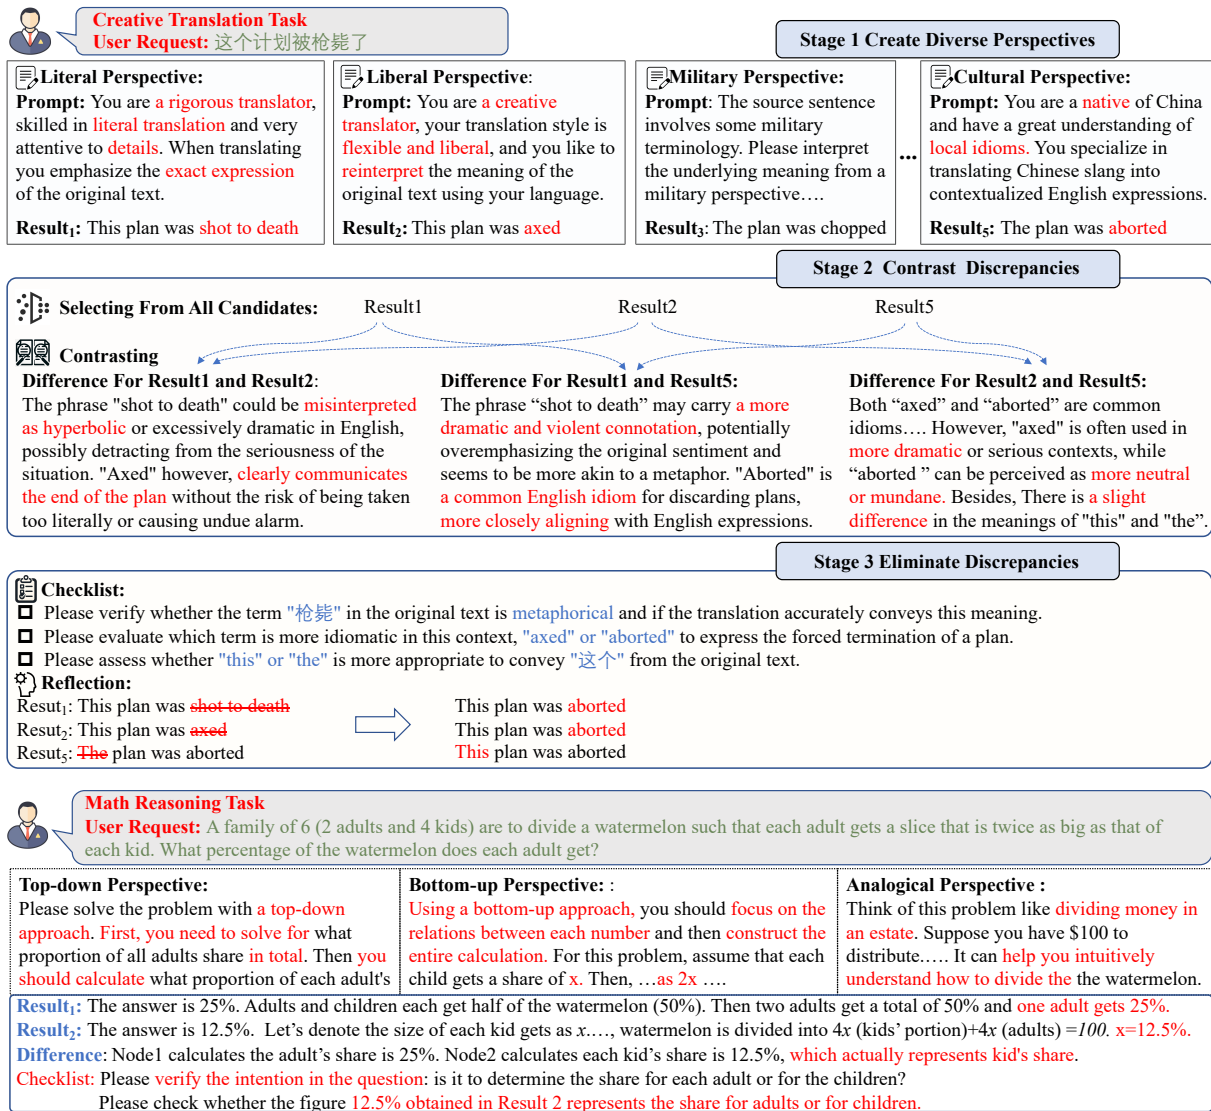 Creative Translation Task
User Request: 这个计划被枪毙了
Stage 1 Create Diverse Perspectives
Literal Perspective:
Prompt: You are a rigorous translator,
skilled in literal translation and very
attentive to details. When translating
you emphasize the exact expression
of the original text.
Result1: This plan was shot to death
Liberal Perspective:
Prompt: You are a creative
translator, your translation style is
flexible and liberal, and you like to
reinterpret the meaning of the
original text using your language.
Result2: This plan was axed
Military Perspective:
Prompt: The source sentence
involves some military
terminology. Please interpret
the underlying meaning from a
military perspective….
Result3: The plan was chopped
...
Cultural Perspective:
Prompt: You are a native of China
and have a great understanding of
local idioms. You specialize in
translating Chinese slang into
contextualized English expressions.
Result5: The plan was aborted
Stage 2 Contrast Discrepancies
Selecting From All Candidates: Result1 Result2 Result5
Contrasting
Difference For Result1 and Result2:
The phrase "shot to death" could be misinterpreted
as hyperbolic or excessively dramatic in English,
possibly detracting from the seriousness of the
situation. "Axed" however, clearly communicates
the end of the plan without the risk of being taken
too literally or causing undue alarm.
Difference For Result1 and Result5:
The phrase “shot to death” may carry a more
dramatic and violent connotation, potentially
overemphasizing the original sentiment and
seems to be more akin to a metaphor. "Aborted" is
a common English idiom for discarding plans,
more closely aligning with English expressions.
Difference For Result2 and Result5:
Both “axed” and “aborted” are common
idioms…. However, "axed" is often used in
more dramatic or serious contexts, while
“aborted ” can be perceived as more neutral
or mundane. Besides, There is a slight
difference in the meanings of "this" and "the”.
Stage 3 Eliminate Discrepancies
Checklist:
Please verify whether the term "枪毙" in the original text is metaphorical and if the translation accurately conveys this meaning.
Please evaluate which term is more idiomatic in this context, "axed" or "aborted" to express the forced termination of a plan.
Please assess whether "this" or "the" is more appropriate to convey "这个" from the original text.
Reflection:
Resut1: This plan was shot to death This plan was aborted
Resut2: This plan was axed This plan was aborted
Resut5: The plan was aborted This plan was aborted
Math Reasoning Task
User Request: A family of 6 (2 adults and 4 kids) are to divide a watermelon such that each adult gets a slice that is twice as big as that of
each kid. What percentage of the watermelon does each adult get?
Top-down Perspective:
Please solve the problem with a top-down
approach. First, you need to solve for what
proportion of all adults share in total. Then you
should calculate what proportion of each adult's
Bottom-up Perspective: :
Using a bottom-up approach, you should focus on the
relations between each number and then construct the
entire calculation. For this problem, assume that each
child gets a share of x. Then, …as 2x ….
Analogical Perspective :
Think of this problem like dividing money in
an estate. Suppose you have $100 to
distribute.…. It can help you intuitively
understand how to divide the the watermelon.
Result1: The answer is 25%. Adults and children each get half of the watermelon (50%). Then two adults get a total of 50% and one adult gets 25%.
Result2: The answer is 12.5%. Let’s denote the size of each kid gets as x…., watermelon is divided into 4x (kids’ portion)+4x (adults) =100. x=12.5%.
Difference: Node1 calculates the adult’s share is 25%. Node2 calculates each kid’s share is 12.5%, which actually represents kid's share.
Checklist: Please verify the intention in the question: is it to determine the share for each adult or for the children?
Please check whether the figure 12.5% obtained in Result 2 represents the share for adults or for children.